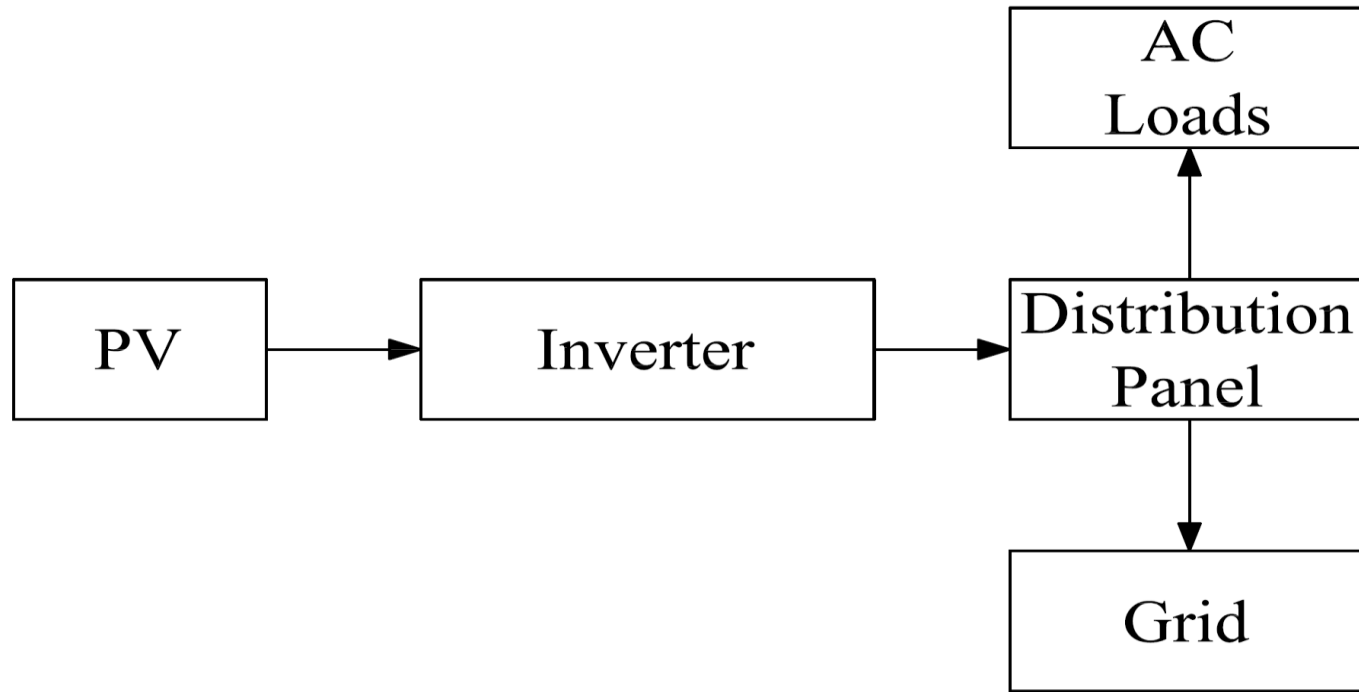 AC
Loads
PV
Inverter
Distribution
Panel
Grid